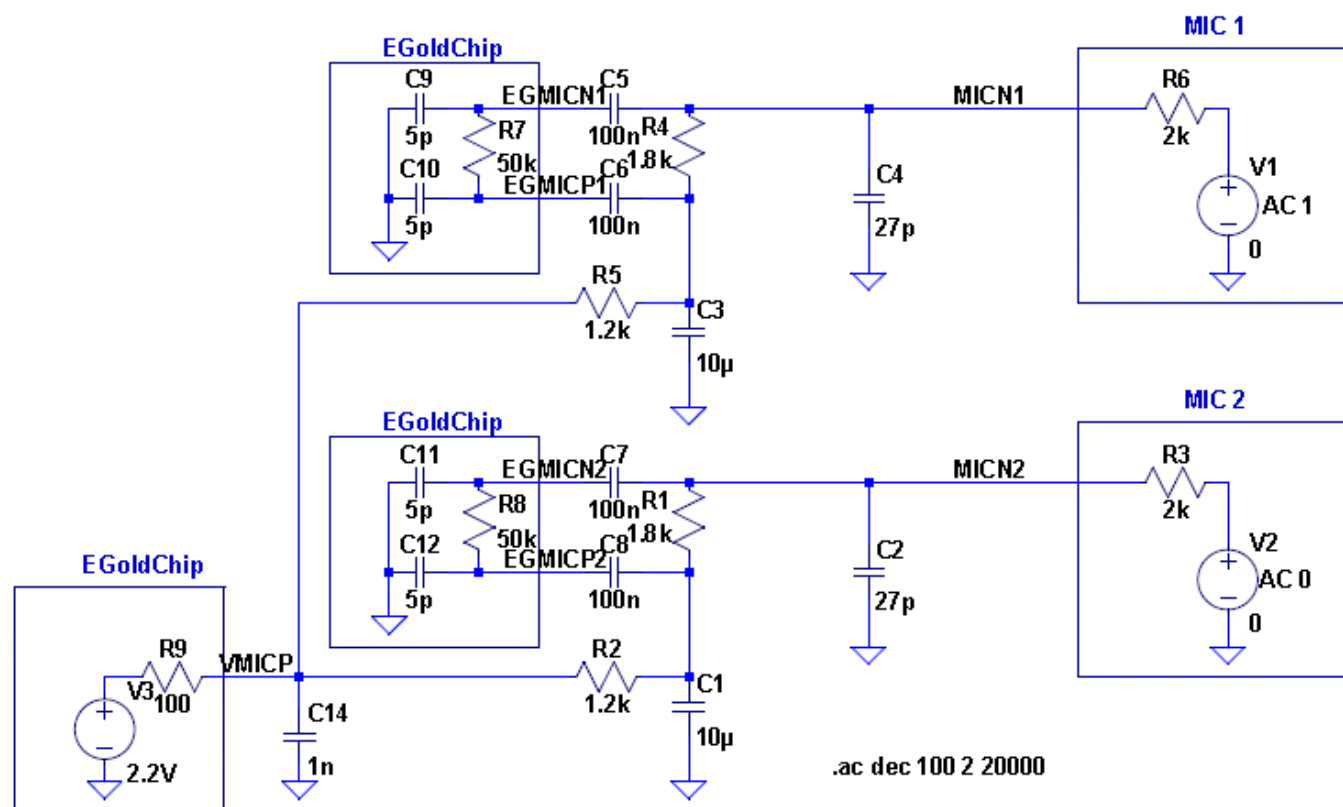 MIC 1
EGoldChip
C9
EGMICN1
C5
MICN1
R6
R7
100n
R4
2k
5p
50k
1.8k
C10
EGMICP1
C6
C4
V1
5p
100n
27p
AC 1
0
R5
C3
1.2k
10µ
MIC 2
EGoldChip
C11
EGMICN2
C7
MICN2
R3
R8
100n
R1
2k
5p
50k
1.8k
C12
EGMICP2
C8
C2
V2
5p
100n
27p
AC 0
0
EGoldChip
R9
VMICP
R2
C1
V3
100
C14
1.2k
10µ
2.2V
1n
.ac dec 100 2 20000